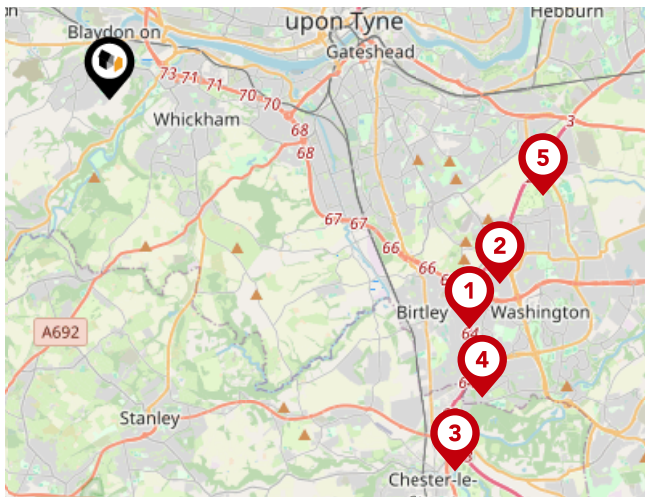 Hebburn
upon Tyne
Blaydon on
Gateshead
73
71
71
70
70
3
Whickham
68
68
5
67
67
66
2
66
1
Birtley
Washington
64
A692
4
Stanley
3
Chester-le-